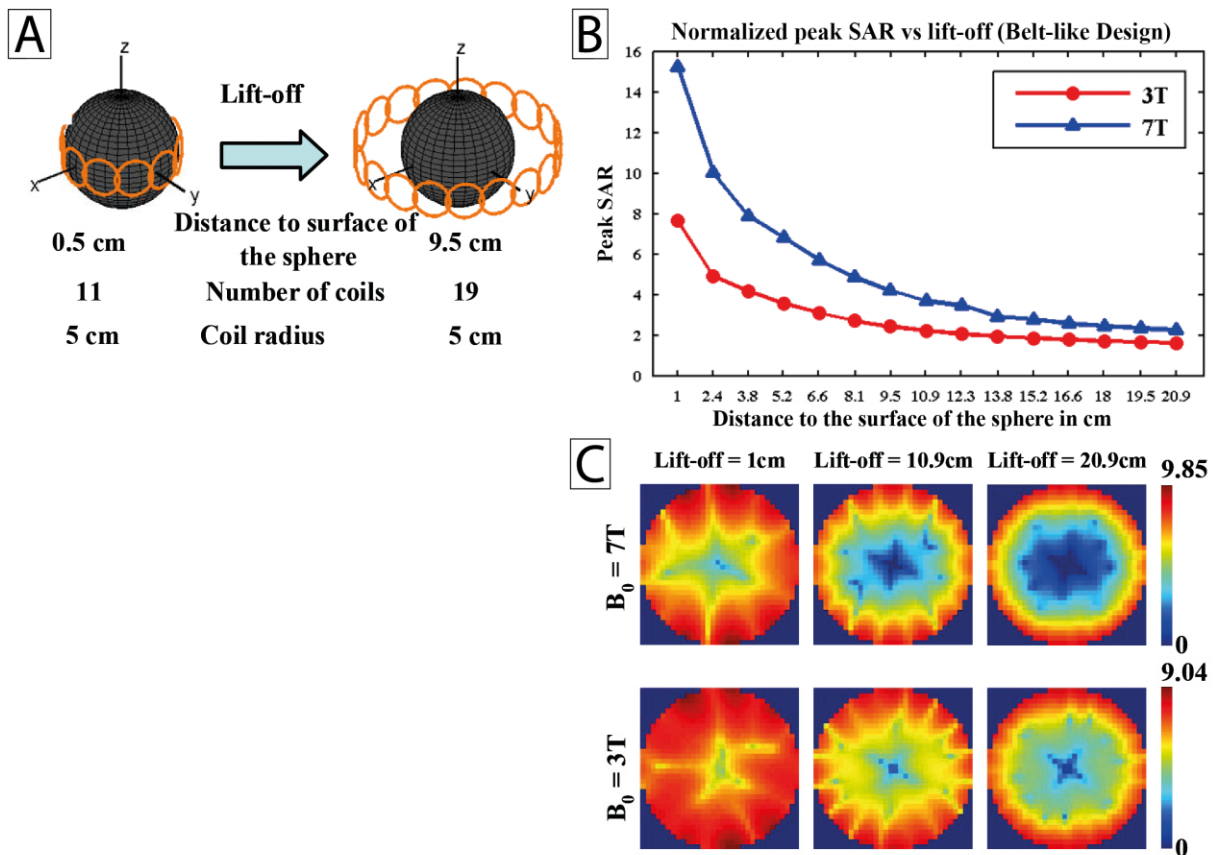 A
z
x
y
Lift-off
z
x
y
0.5 cm
Distance to surface of
the sphere
9.5 cm
11
Number of coils
19
5 cm
Coil radius
5 cm
B
Normalized peak SAR vs lift-off (Belt-like Design)
16
14
12
10
8
6
4
2
0
Peak SAR
3T
7T
1 2.4 3.8 5.2 6.6 8.1 9.5 10.9 12.3 13.8 15.2 16.6 18 19.5 20.9
Distance to the surface of the sphere in cm
C
Lift-off = 1cm
Lift-off = 10.9cm
Lift-off = 20.9cm
B0 = 7T
9.85
0
B0 = 3T
9.04
0